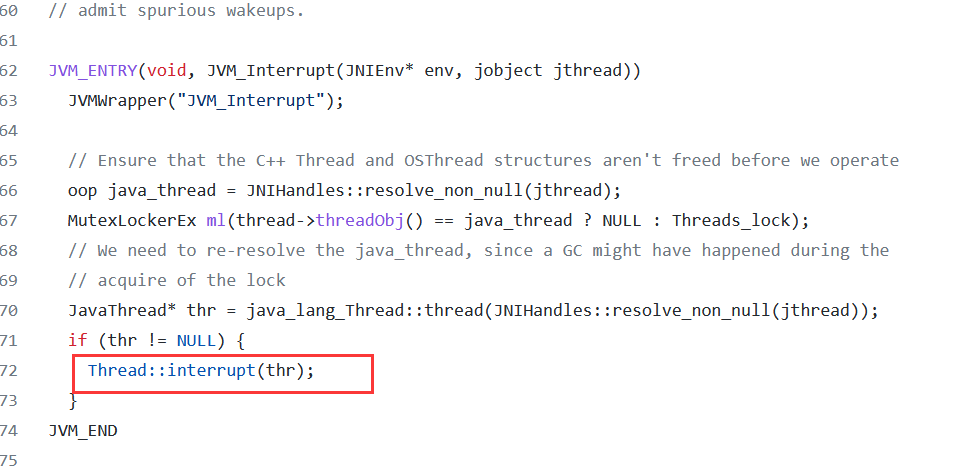 60 // admit spurious wakeups.
61
62 JVM_ENTRY(void, JVM_Interrupt(JNIEnv* env, jobject jthread))
63 JVMWrapper("JVM_Interrupt");
64
65 // Ensure that the C++ Thread and OSThread structures aren't freed before we operate
66 oop java_thread = JNIHandles::resolve_non_null(jthread);
67 MutexLockerEx ml(thread->threadObj() == java_thread ? NULL : Threads_lock);
68 // We need to re-resolve the java_thread, since a GC might have happened during the
69 // acquire of the lock
70 JavaThread* thr = java_lang_Thread::thread(JNIHandles::resolve_non_null(jthread));
71 if (thr != NULL) {
72 Thread::interrupt(thr);
73 }
74 JVM_END
75